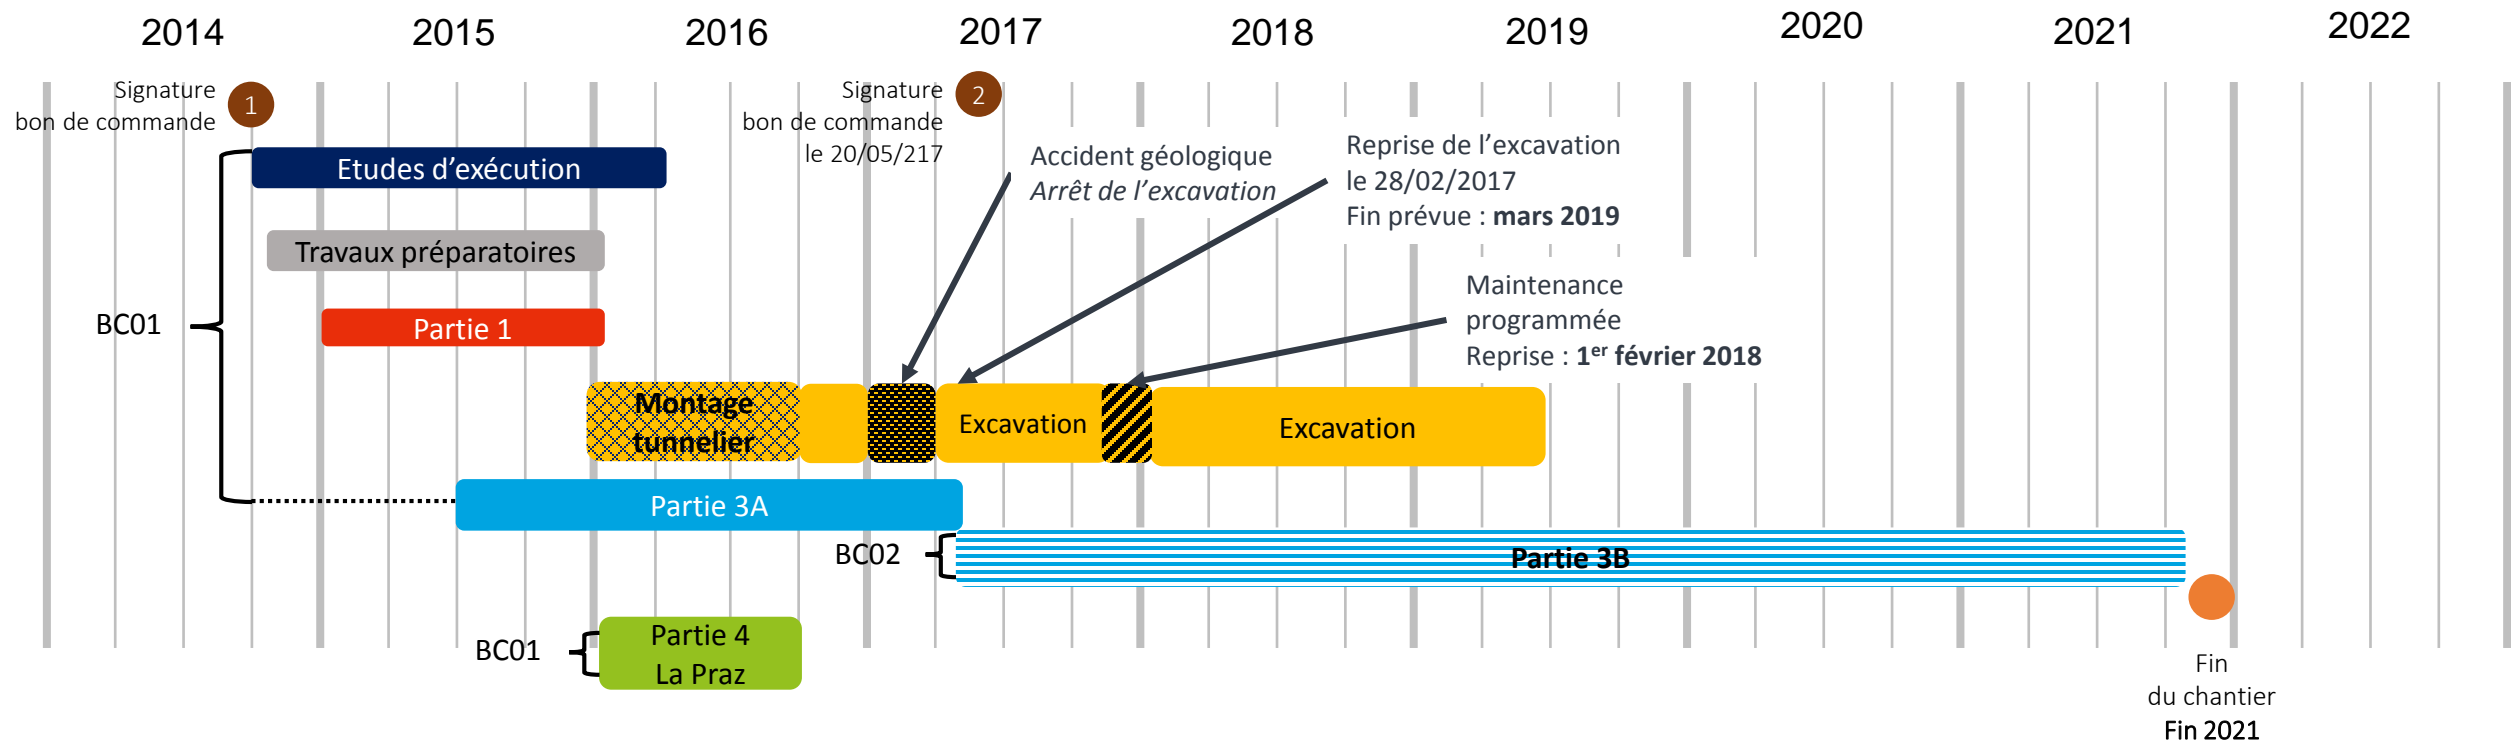 2014 2015 2016 2017 2018 2019 2020 2021 2022
Signature
bon de commande
1
Signature
bon de commande
le 20/05/217
2
Accident géologique
Arrêt de l’excavation
Reprise de l’excavation
le 28/02/2017
Fin prévue : mars 2019
Maintenance
programmée
Reprise : 1er février 2018
BC01
Etudes d’exécution
Travaux préparatoires
Partie 1
Montage
tunnelier
Excavation
Excavation
Partie 3A
BC02
Partie 3B
BC01
Partie 4
La Praz
Fin
du chantier
Fin 2021